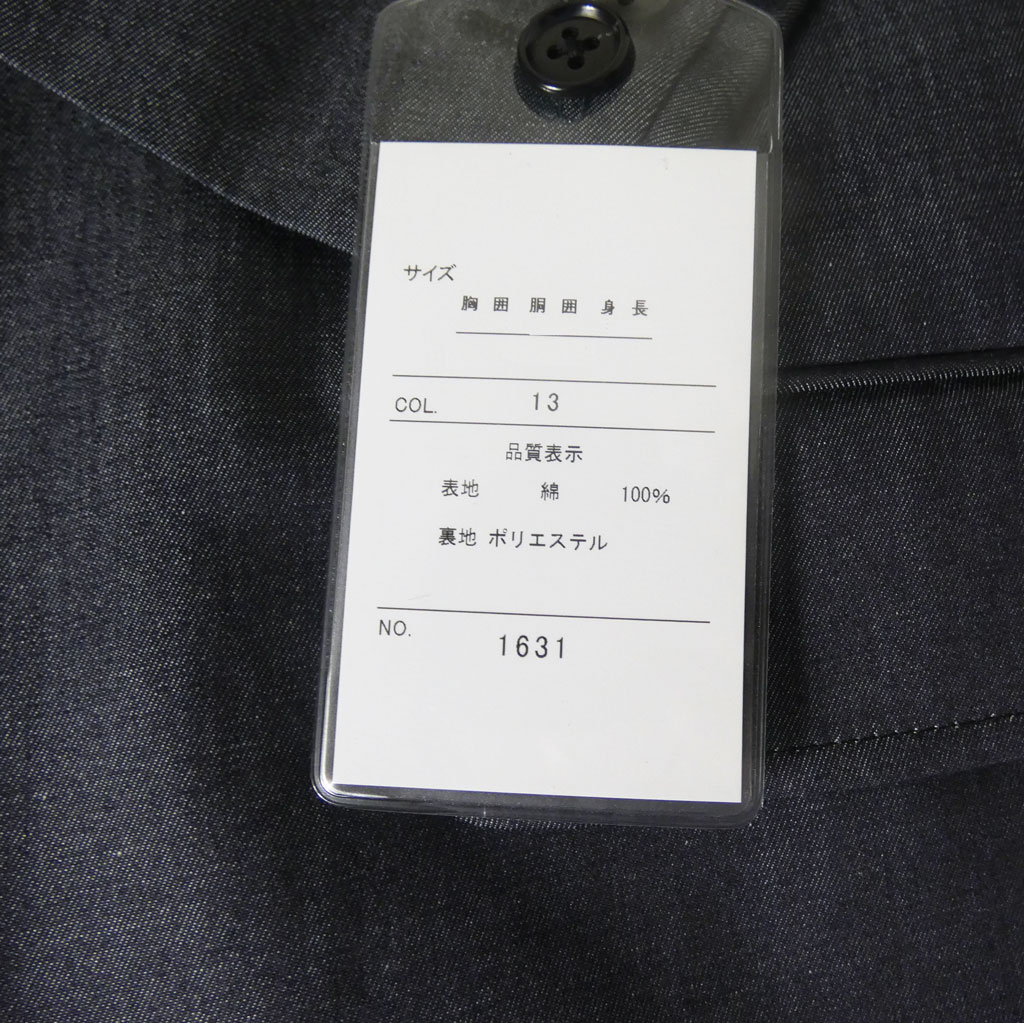 サイズ
胸囲 胴囲 身長
COL. 13
品質表示
表地 綿 100%
裏地 ポリエステル
NO. 1631